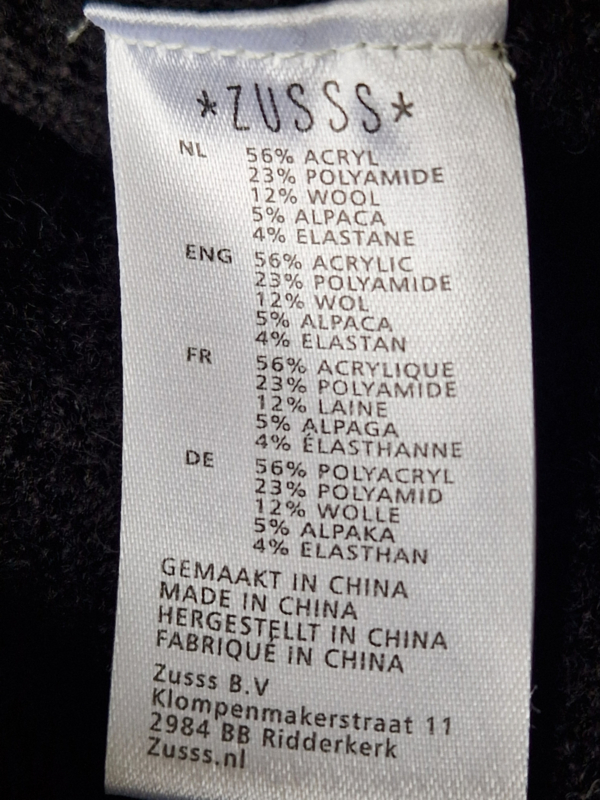 *ZUSSS*
NL 56% ACRYL
23% POLYAMIDE
12% WOOL
5% ALPACA
4% ELASTANE
ENG 56% ACRYLIC
23% POLYAMIDE
12% WOL
5% ALPACA
4% ELASTAN
FR 56% ACRYLIQUE
23% POLYAMIDE
12% LAINE
5% ALPAGA
4% ÉLASTHANNE
DE 56% POLYACRYL
23% POLYAMID
12% WOLLE
5% ALPAKA
4% ELASTHAN
GEMAAKT IN CHINA
MADE IN CHINA
HERGESTELLT IN CHINA
FABRIQUÉ IN CHINA
Zusss B.V
Klompenmakerstraat 11
2984 BB Ridderkerk
Zusss.nl